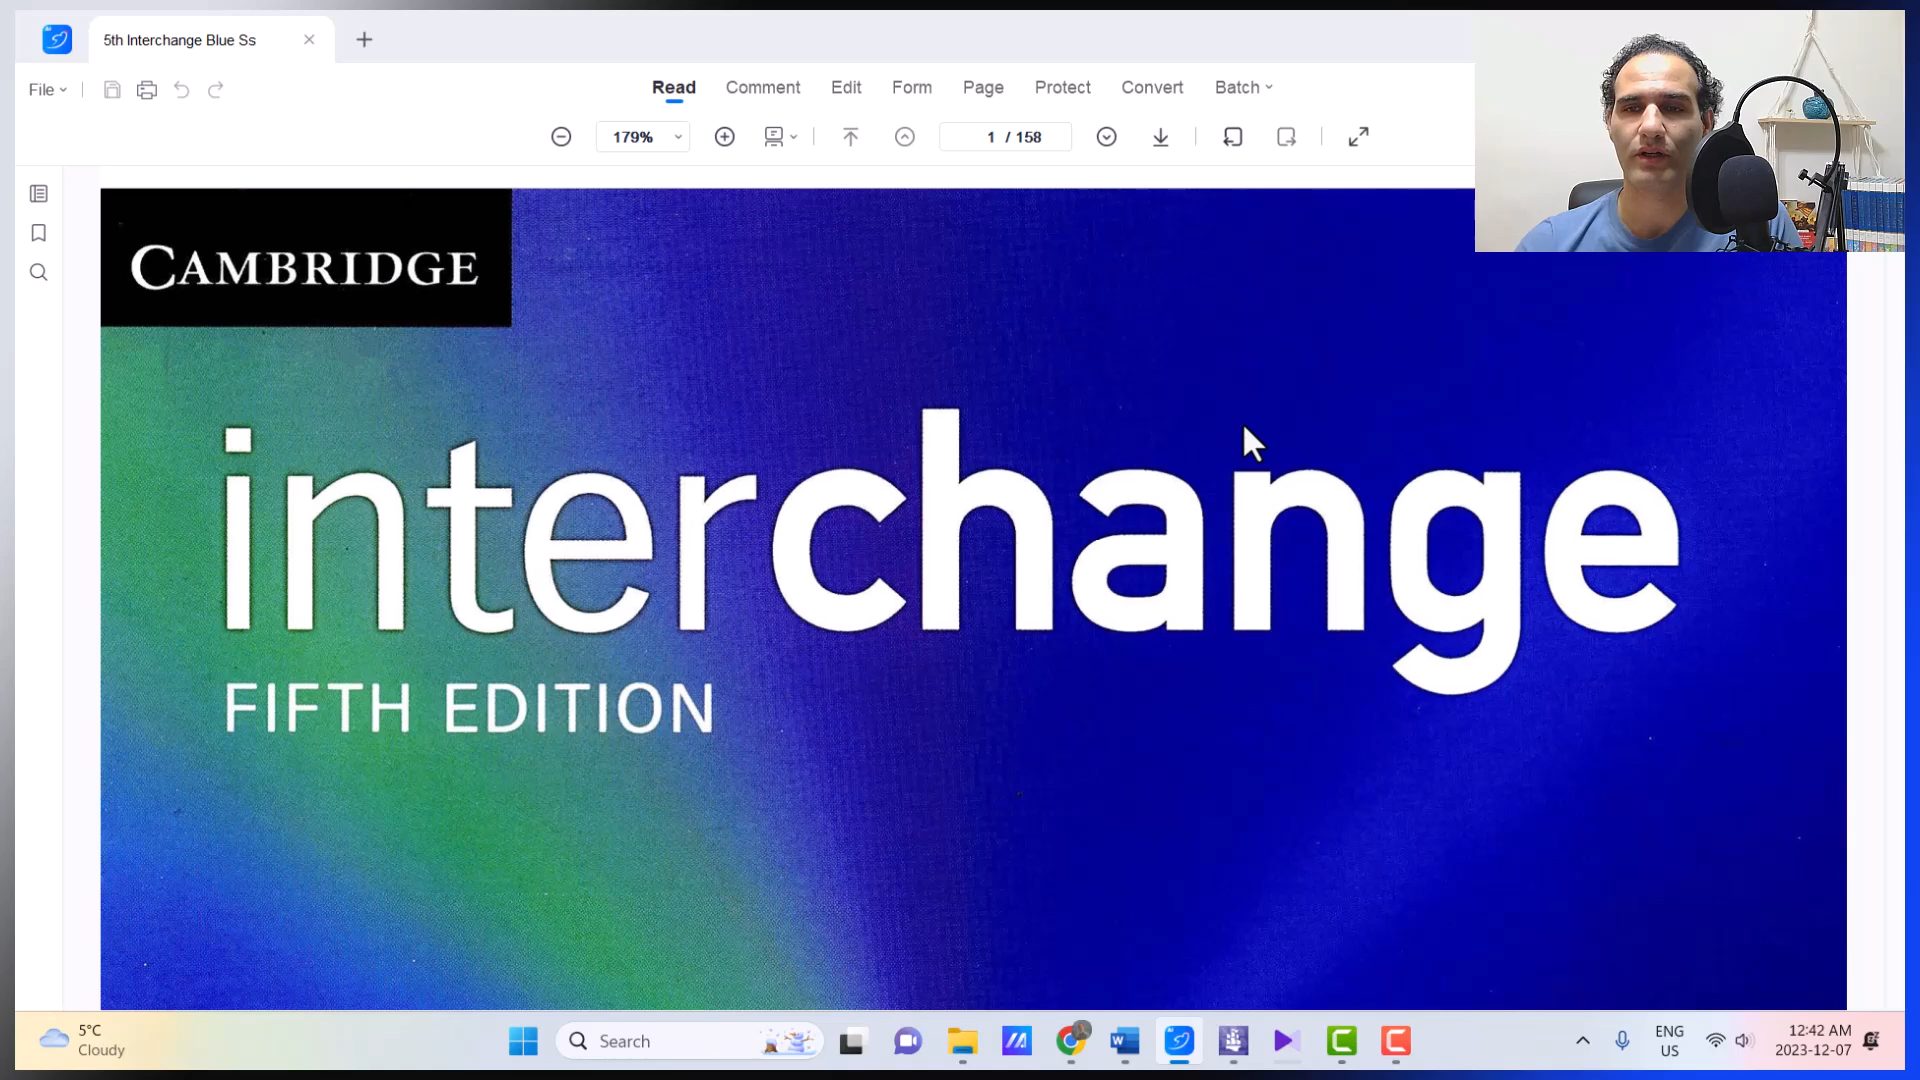 5th Interchange Blue Ss
File
Read Comment Edit Form Page Protect Convert Batch
179%
1 / 158
CAMBRIDGE
interchange
FIFTH EDITION
5°C
Cloudy
Search
ENG
US
12:42 AM
2023-12-07